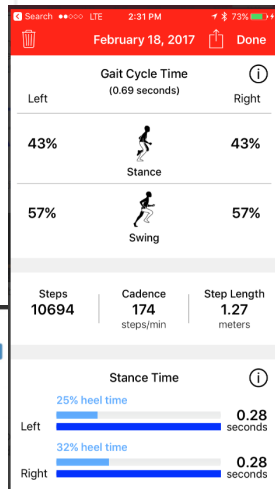 Search LTE 2:31 PM 73%
February 18, 2017 Done
Gait Cycle Time
(0.69 seconds)
Left Right
43% 43%
Stance
57% 57%
Swing
Steps Cadence Step Length
10694 174 1.27
steps/min meters
Stance Time
25% heel time
Left 0.28
seconds
32% heel time
Right 0.28
seconds